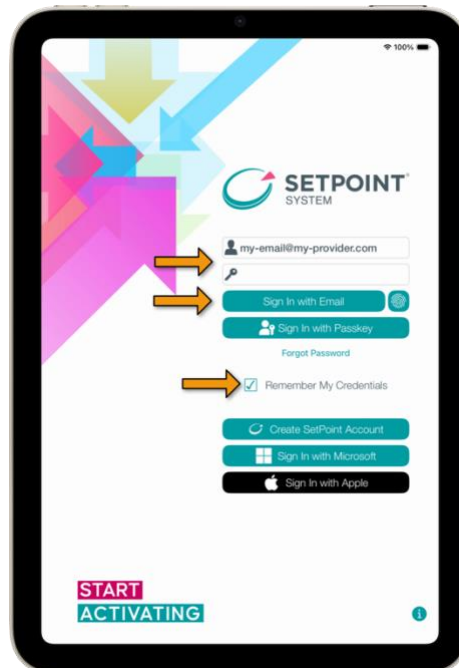 100%
SETPOINT®
SYSTEM
my-email@my-provider.com
Sign In with Email
Sign In with Passkey
Forgot Password
Remember My Credentials
Create SetPoint Account
Sign In with Microsoft
Sign In with Apple
START
ACTIVATING
i